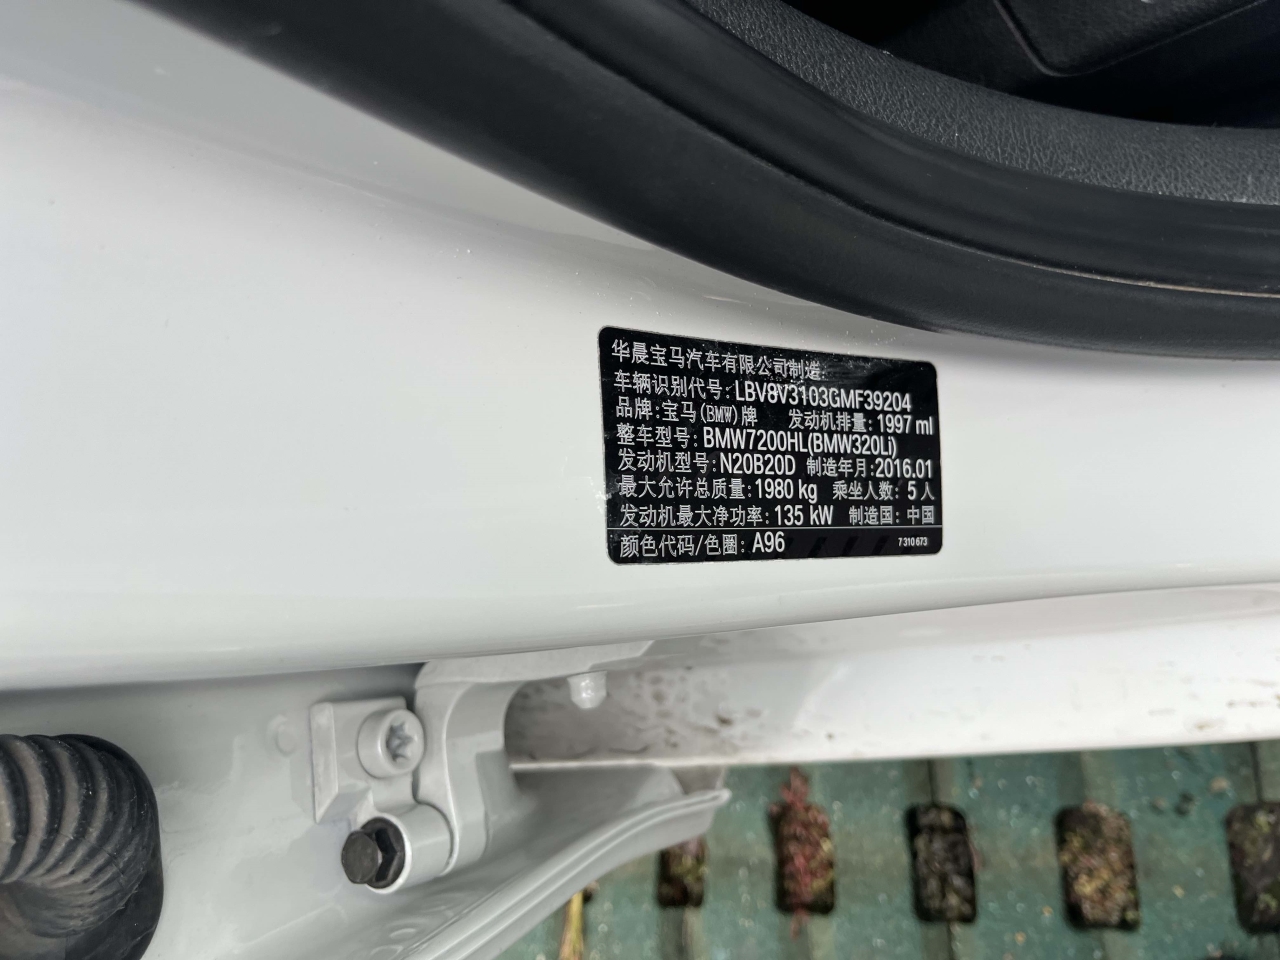 华晨宝马汽车有限公司制造
车辆识别代号: LBV8V3103GMF39204
品牌:宝马(BMW)牌 发动机排量: 1997 ml
整车型号: BMW7200HL(BMW320Li)
发动机型号: N20B20D 制造年月: 2016.01
最大允许总质量: 1980 kg 乘坐人数: 5 人
发动机最大净功率: 135 kW 制造国: 中国
颜色代码/色圈: A96 7 310 673